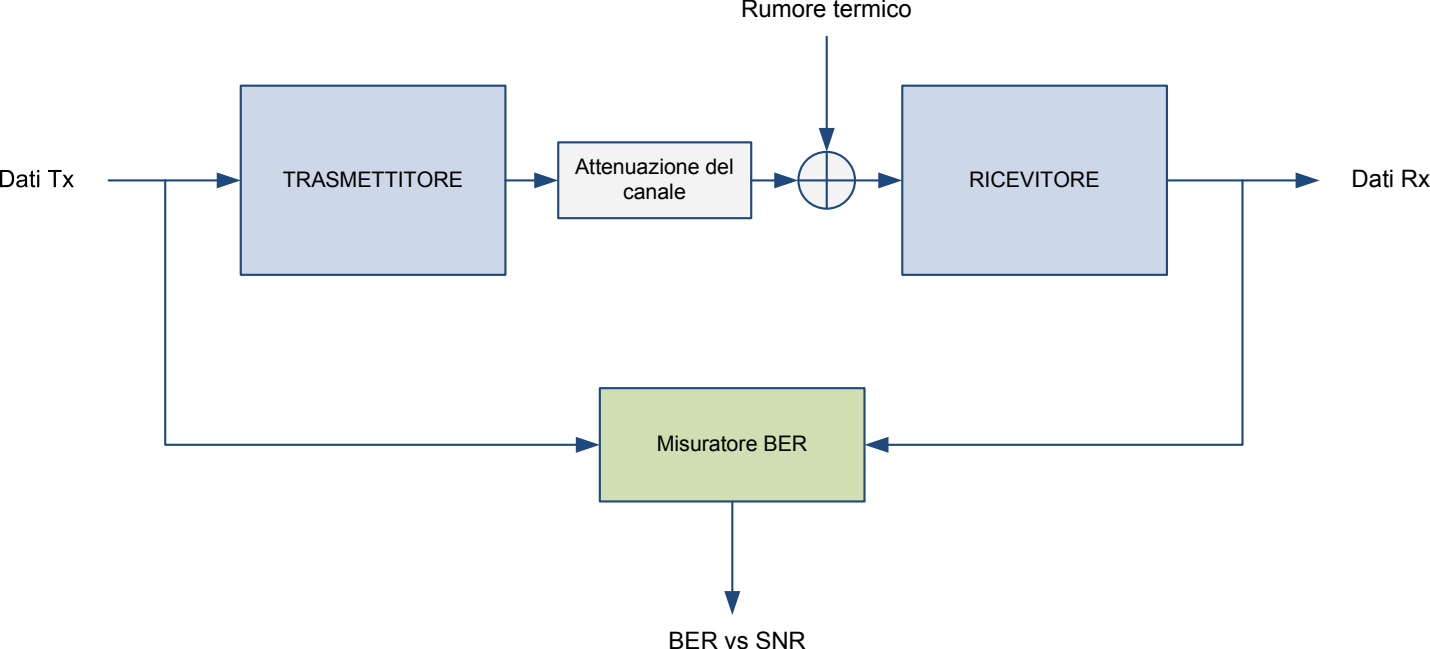 Rumore termico
Dati Tx
TRASMETTITORE
Attenuazione del
canale
RICEVITORE
Dati Rx
Misuratore BER
BER vs SNR